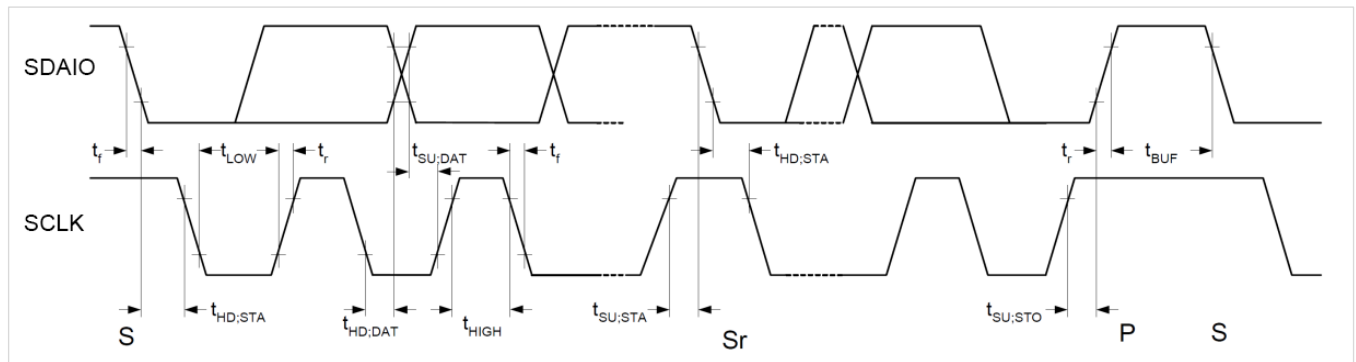 SDAIO
t_f t_LOW t_r t_SU;DAT t_f t_HD;STA t_r t_BUF
SCLK
t_HD;STA t_HD;DAT t_HIGH t_SU;STA t_SU;STO
S Sr P S